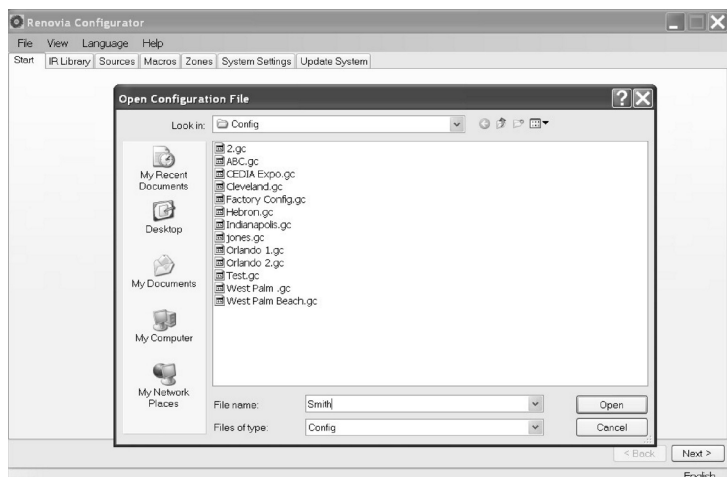 Renovia Configurator
File View Language Help
Start IR Library Sources Macros Zones System Settings Update System
Open Configuration File
Look in: Config
My Recent Documents
Desktop
My Documents
My Computer
My Network Places
2.gc
ABC.gc
CEDIA Expo.gc
Cleveland.gc
Factory Config.gc
Hebron.gc
Indianapolis.gc
jones.gc
Orlando 1.gc
Orlando 2.gc
Test.gc
West Palm .gc
West Palm Beach.gc
File name: Smith
Open
Files of type: Config
Cancel
< Back Next >
English